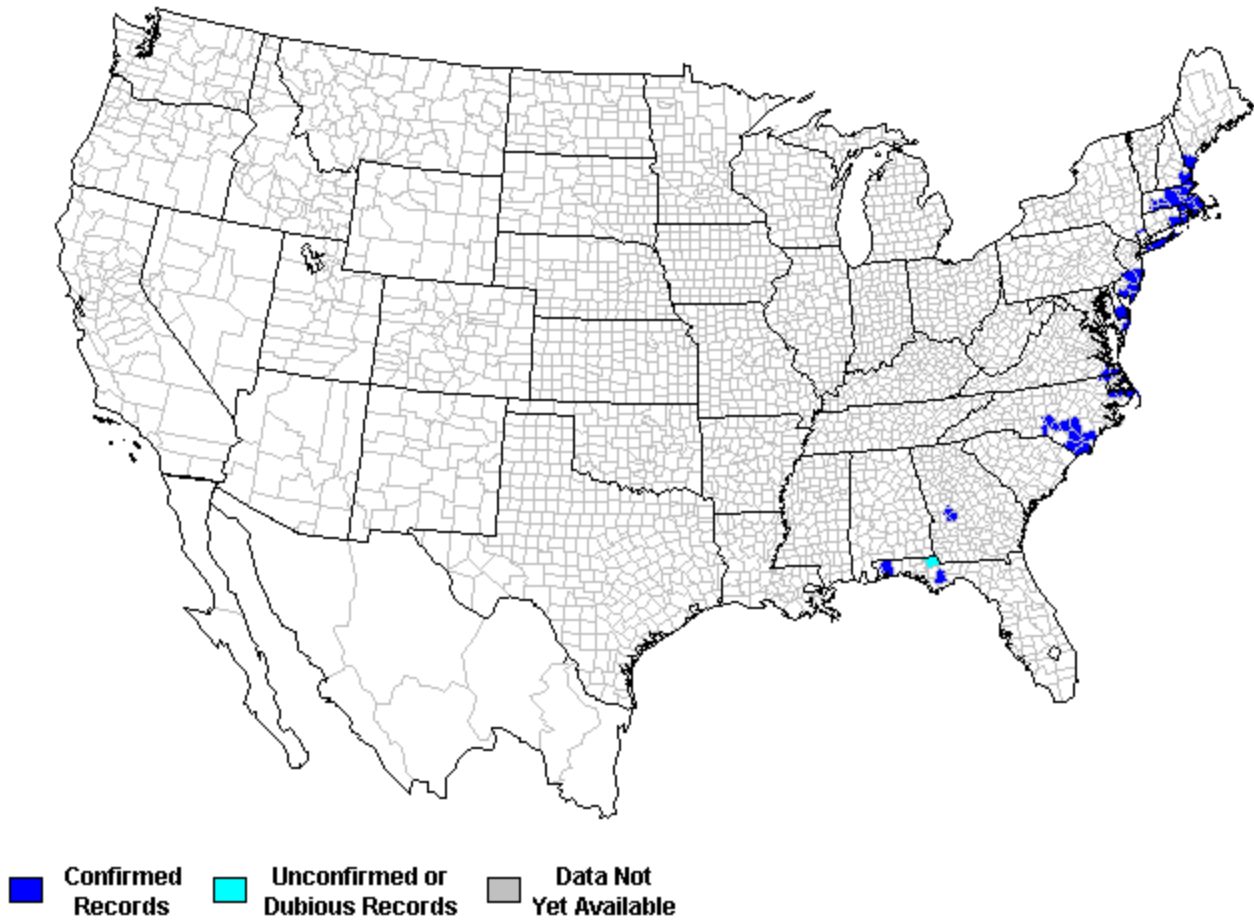 Confirmed Records
Unconfirmed or Dubious Records
Data Not Yet Available